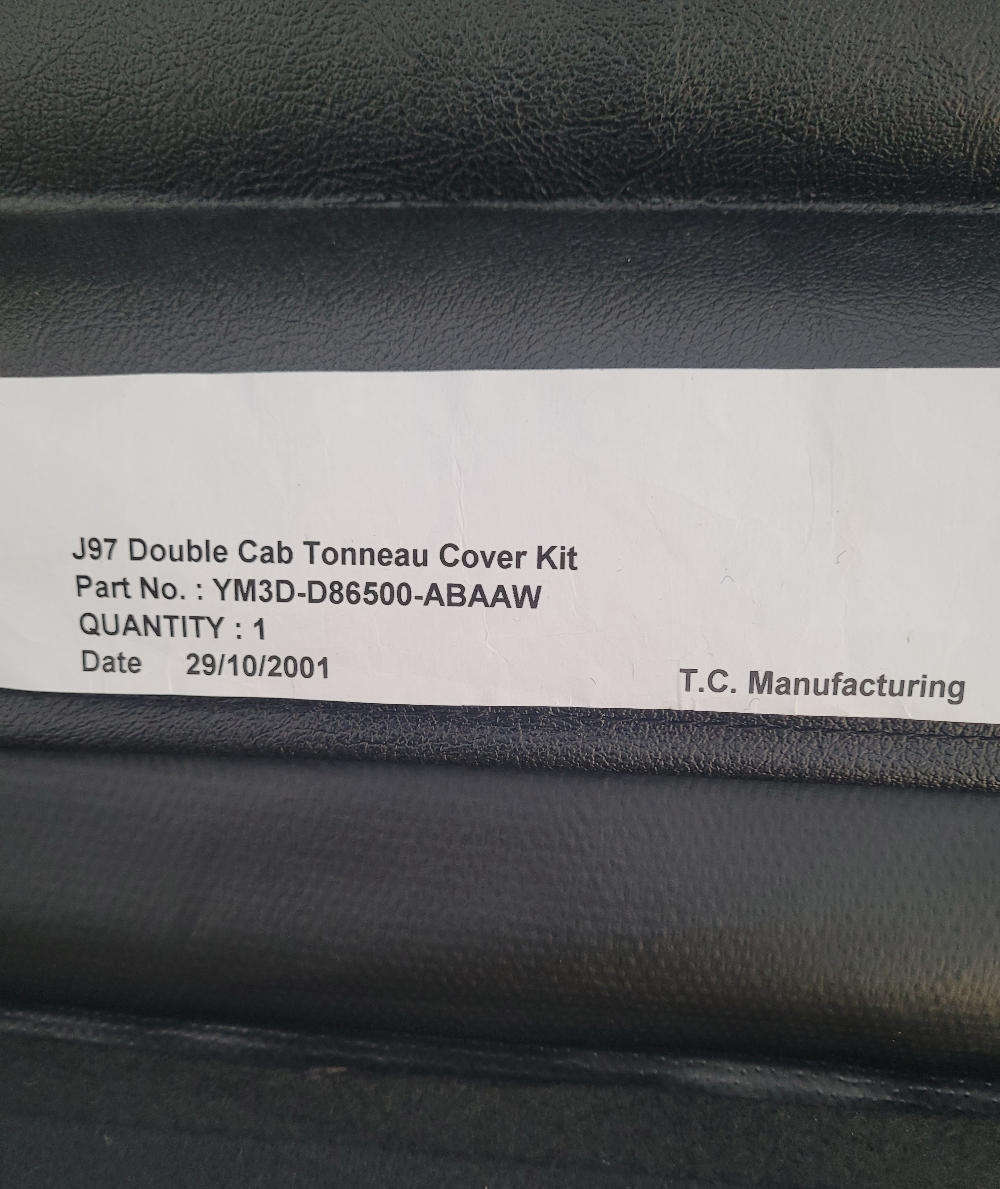 J97 Double Cab Tonneau Cover Kit
Part No. : YM3D-D86500-ABAAW
QUANTITY : 1
Date 29/10/2001
T.C. Manufacturing